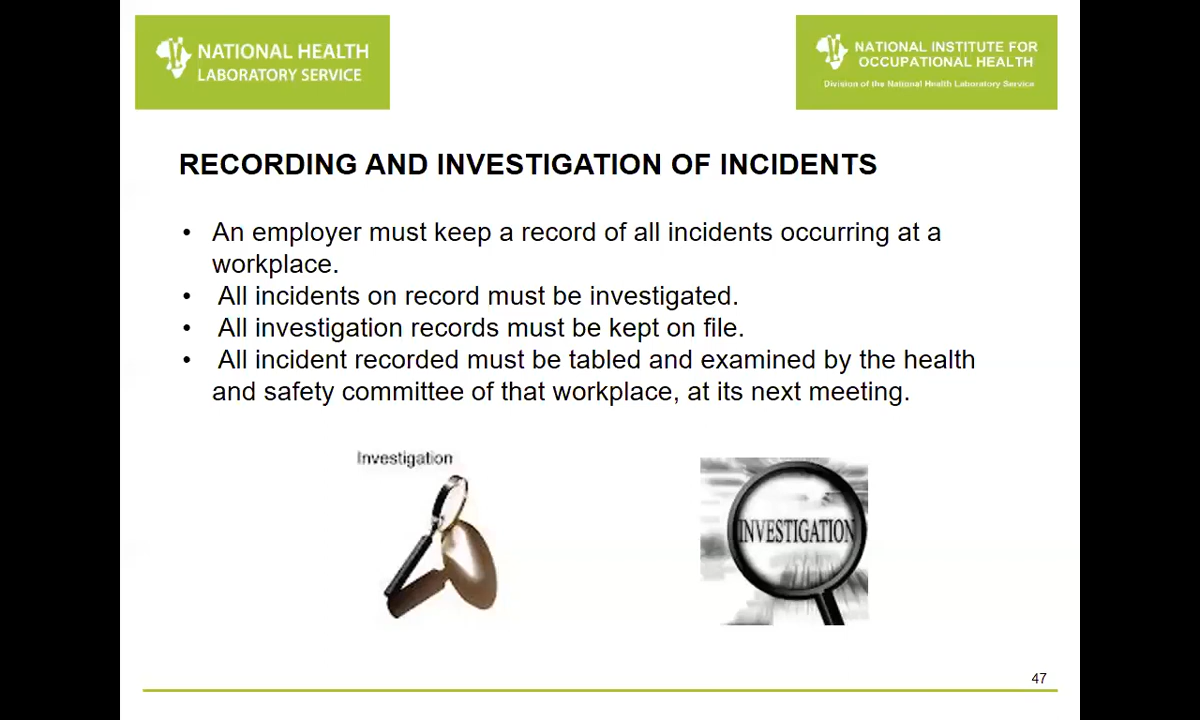 NATIONAL HEALTH
LABORATORY SERVICE
NATIONAL INSTITUTE FOR
OCCUPATIONAL HEALTH
Division of the National Health Laboratory Service
RECORDING AND INVESTIGATION OF INCIDENTS
• An employer must keep a record of all incidents occurring at a
workplace.
• All incidents on record must be investigated.
• All investigation records must be kept on file.
• All incident recorded must be tabled and examined by the health
and safety committee of that workplace, at its next meeting.
Investigation
INVESTIGATION
47